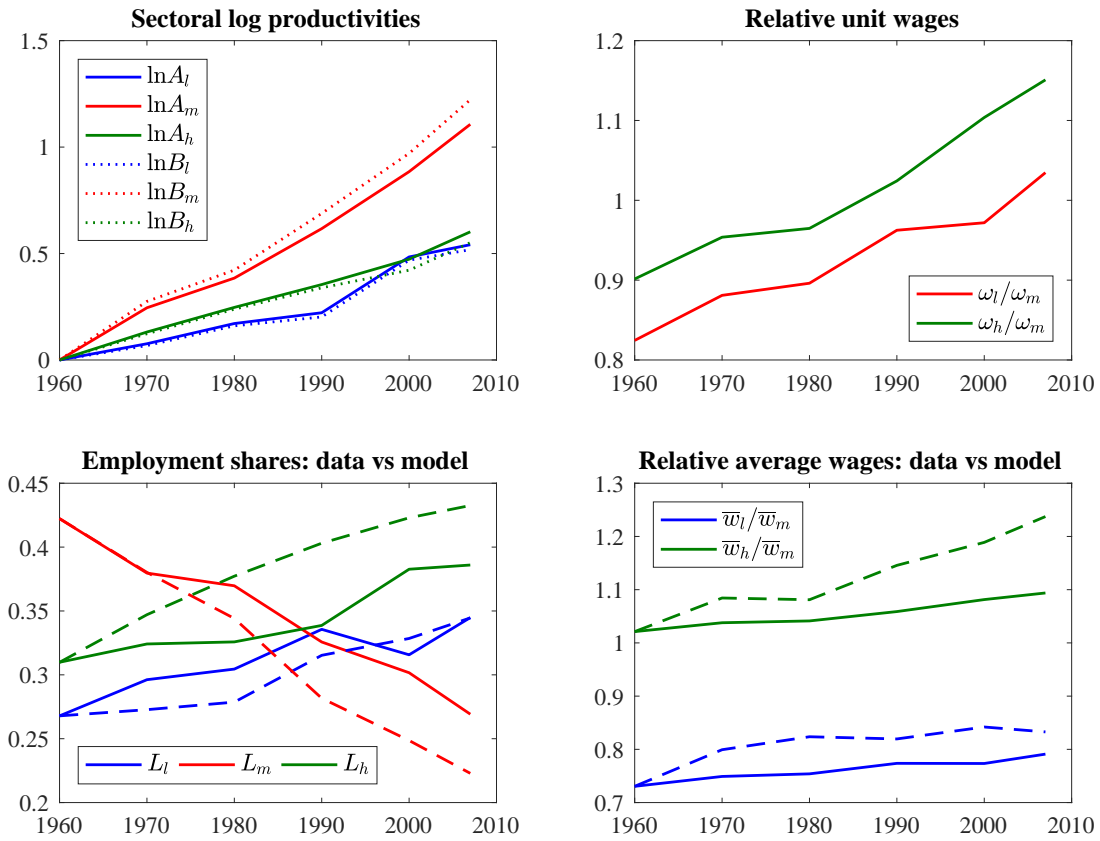 Sectoral log productivities
1.5
1
0.5
0
lnA_l
lnA_m
lnA_h
lnB_l
lnB_m
lnB_h
1960 1970 1980 1990 2000 2010
Relative unit wages
1.2
1.1
1
0.9
0.8
ω_l/ω_m
ω_h/ω_m
1960 1970 1980 1990 2000 2010
Employment shares: data vs model
0.45
0.4
0.35
0.3
0.25
0.2
L_l L_m L_h
1960 1970 1980 1990 2000 2010
Relative average wages: data vs model
1.3
1.2
1.1
1
0.9
0.8
0.7
w̅_l/w̅_m
w̅_h/w̅_m
1960 1970 1980 1990 2000 2010